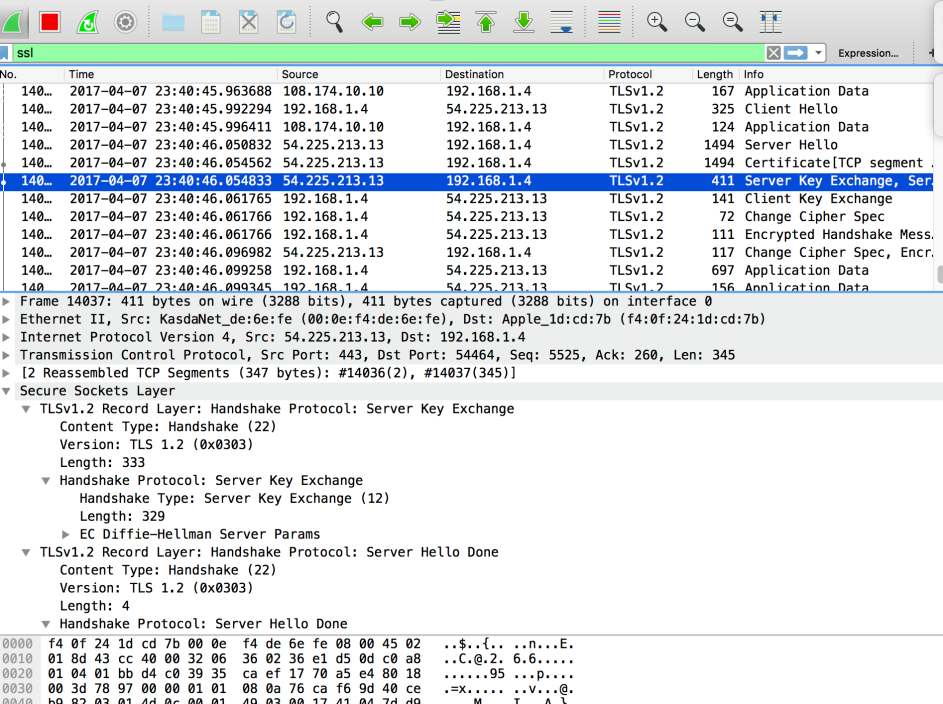 ssl
Expression...
No. Time Source Destination Protocol Length Info
140… 2017-04-07 23:40:45.963688 108.174.10.10 192.168.1.4 TLSv1.2 167 Application Data
140… 2017-04-07 23:40:45.992294 192.168.1.4 54.225.213.13 TLSv1.2 325 Client Hello
140… 2017-04-07 23:40:45.996411 108.174.10.10 192.168.1.4 TLSv1.2 124 Application Data
140… 2017-04-07 23:40:46.050832 54.225.213.13 192.168.1.4 TLSv1.2 1494 Server Hello
140… 2017-04-07 23:40:46.054562 54.225.213.13 192.168.1.4 TLSv1.2 1494 Certificate[TCP segment .
140… 2017-04-07 23:40:46.054833 54.225.213.13 192.168.1.4 TLSv1.2 411 Server Key Exchange, Ser.
140… 2017-04-07 23:40:46.061765 192.168.1.4 54.225.213.13 TLSv1.2 141 Client Key Exchange
140… 2017-04-07 23:40:46.061766 192.168.1.4 54.225.213.13 TLSv1.2 72 Change Cipher Spec
140… 2017-04-07 23:40:46.061766 192.168.1.4 54.225.213.13 TLSv1.2 111 Encrypted Handshake Mess.
140… 2017-04-07 23:40:46.096982 54.225.213.13 192.168.1.4 TLSv1.2 117 Change Cipher Spec, Encr.
140… 2017-04-07 23:40:46.099258 192.168.1.4 54.225.213.13 TLSv1.2 697 Application Data
140… 2017-04-07 23:40:46.099345 192.168.1.4 54.225.213.13 TLSv1.2 156 Application Data
Frame 14037: 411 bytes on wire (3288 bits), 411 bytes captured (3288 bits) on interface 0
Ethernet II, Src: KasdaNet_de:6e:fe (00:0e:f4:de:6e:fe), Dst: Apple_1d:cd:7b (f4:0f:24:1d:cd:7b)
Internet Protocol Version 4, Src: 54.225.213.13, Dst: 192.168.1.4
Transmission Control Protocol, Src Port: 443, Dst Port: 54464, Seq: 5525, Ack: 260, Len: 345
[2 Reassembled TCP Segments (347 bytes): #14036(2), #14037(345)]
Secure Sockets Layer
TLSv1.2 Record Layer: Handshake Protocol: Server Key Exchange
Content Type: Handshake (22)
Version: TLS 1.2 (0x0303)
Length: 333
Handshake Protocol: Server Key Exchange
Handshake Type: Server Key Exchange (12)
Length: 329
EC Diffie-Hellman Server Params
TLSv1.2 Record Layer: Handshake Protocol: Server Hello Done
Content Type: Handshake (22)
Version: TLS 1.2 (0x0303)
Length: 4
Handshake Protocol: Server Hello Done
0000 f4 0f 24 1d cd 7b 00 0e f4 de 6e fe 08 00 45 02 ..$..{.. ..n...E.
0010 01 8d 43 cc 40 00 32 06 36 02 36 e1 d5 0d c0 a8 ..C.@.2. 6.6.....
0020 01 04 01 bb d4 c0 39 35 ca ef 17 70 a5 e4 80 18 ......95 ...p....
0030 00 3d 78 97 00 00 01 01 08 0a 76 ca f6 9d 40 ce .=x..... ..v...@.
0040 b9 82 03 01 4d 0c 00 01 49 03 00 17 41 04 7d d9 ....M... I...A.}.